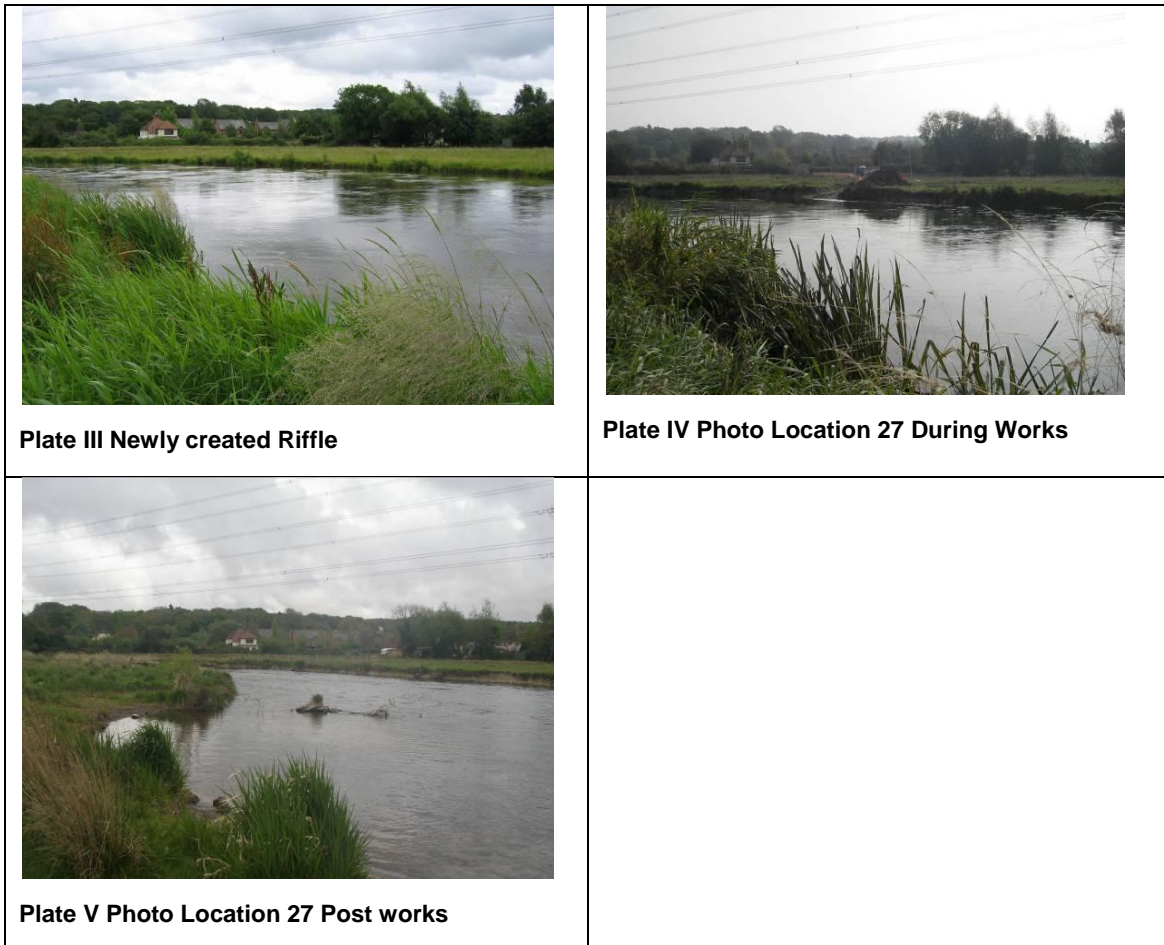 Plate III Newly created Riffle
Plate IV Photo Location 27 During Works
Plate V Photo Location 27 Post works